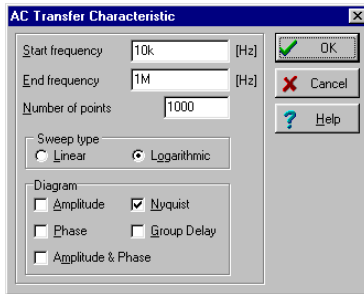 AC Transfer Characteristic
Start frequency 10k [Hz]
End frequency 1M [Hz]
Number of points 1000
Sweep type
Linear Logarithmic
Diagram
Amplitude Nyquist
Phase Group Delay
Amplitude & Phase
OK
Cancel
? Help